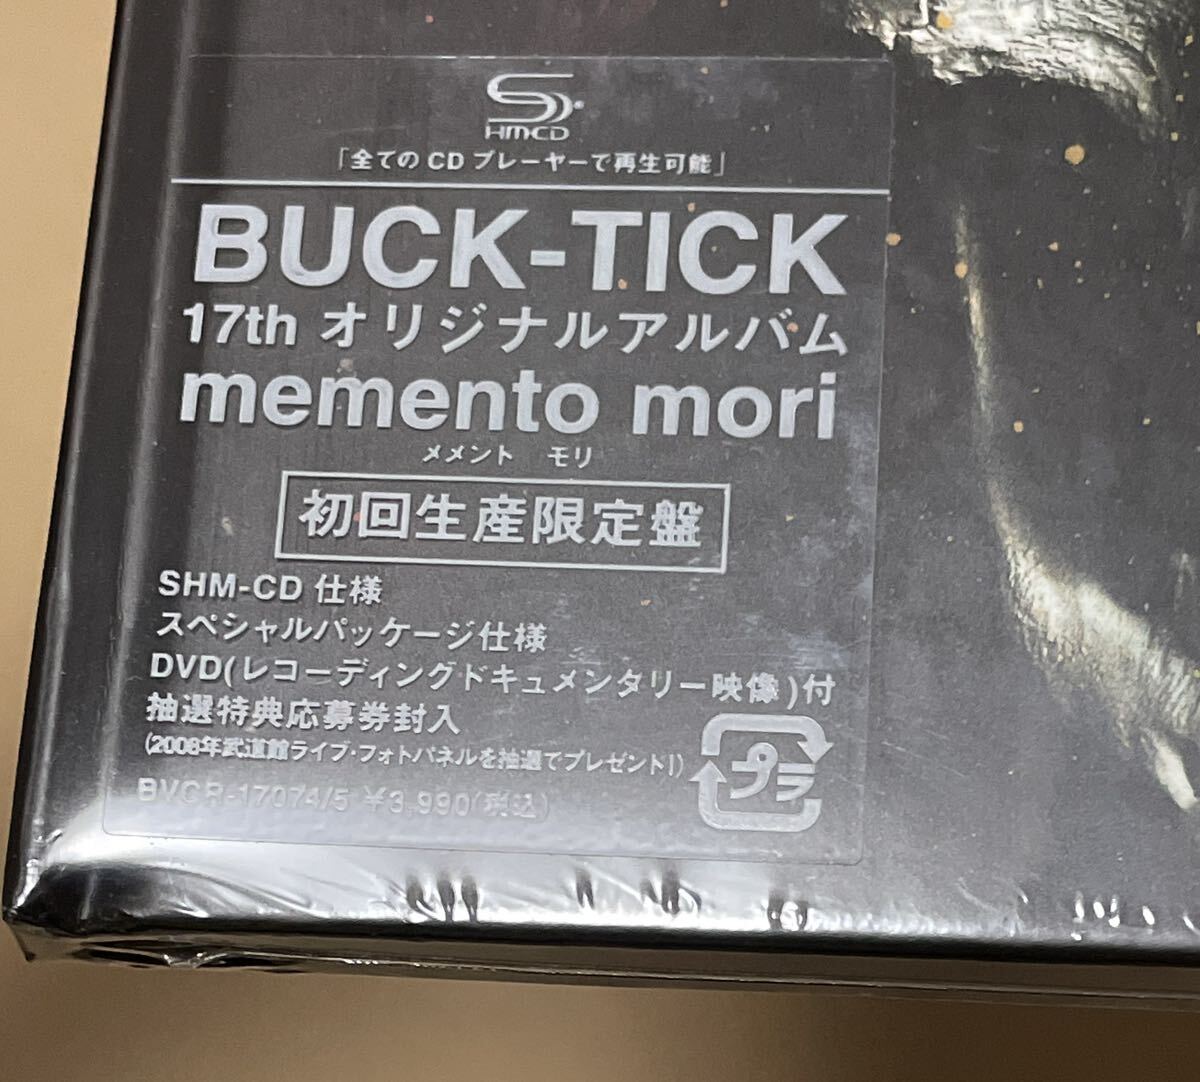 SHMCD
「全ての CD プレーヤーで再生可能」
BUCK-TICK
17th オリジナルアルバム
memento mori
メメント モリ
初回生産限定盤
SHM-CD 仕様
スペシャルパッケージ仕様
DVD(レコーディングドキュメンタリー映像)付
抽選特典応募券封入
(2008年武道館ライブ・フォトパネルを抽選でプレゼント!)
プラ
BVCR-17074/5 ¥3,990(税込)